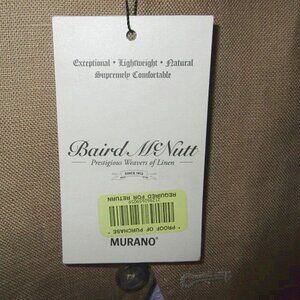 Exceptional • Lightweight • Natural
Supremely Comfortable
Baird McNutt
Prestigious Weavers of Linen
SINCE 1912
* PROOF OF PURCHASE *
REQUIRED FOR RETURN
MURANO®